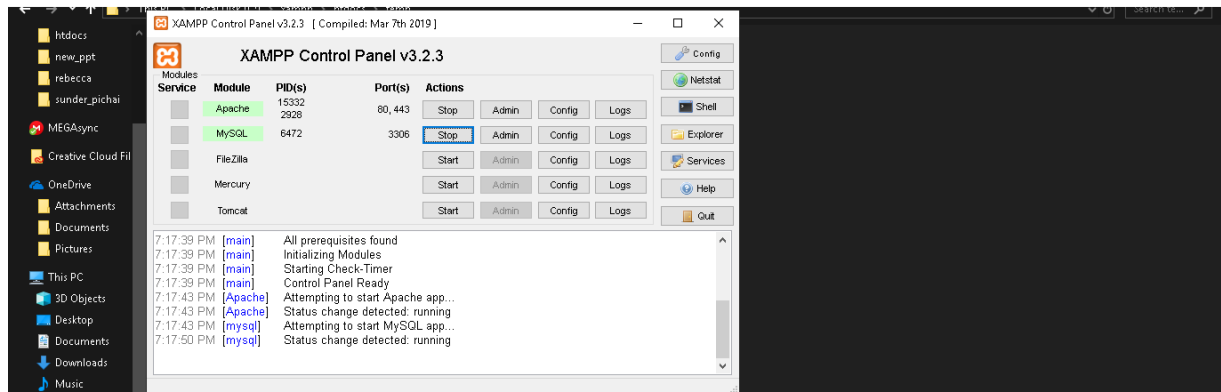 htdocs
new_ppt
rebecca
sunder_pichai
MEGAsync
Creative Cloud Fil
OneDrive
Attachments
Documents
Pictures
This PC
3D Objects
Desktop
Documents
Downloads
Music
XAMPP Control Panel v3.2.3 [ Compiled: Mar 7th 2019 ]
XAMPP Control Panel v3.2.3
Modules
Service Module PID(s) Port(s) Actions
Apache 15332 2928 80, 443 Stop Admin Config Logs
MySQL 6472 3306 Stop Admin Config Logs
FileZilla Start Admin Config Logs
Mercury Start Admin Config Logs
Tomcat Start Admin Config Logs
Config
Netstat
Shell
Explorer
Services
Help
Quit
7:17:39 PM [main] All prerequisites found
7:17:39 PM [main] Initializing Modules
7:17:39 PM [main] Starting Check-Timer
7:17:39 PM [main] Control Panel Ready
7:17:43 PM [Apache] Attempting to start Apache app...
7:17:43 PM [Apache] Status change detected: running
7:17:43 PM [mysql] Attempting to start MySQL app...
7:17:50 PM [mysql] Status change detected: running